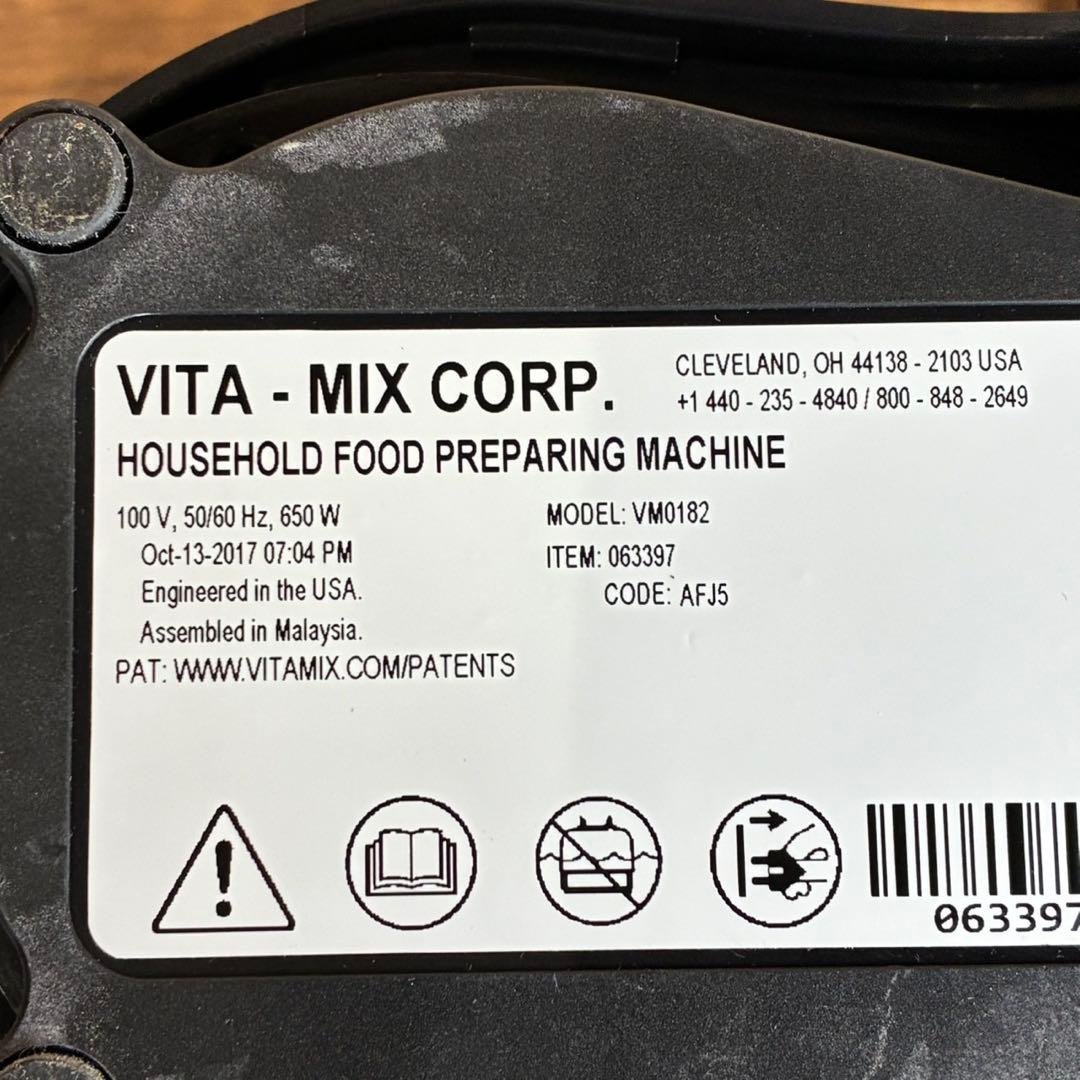 VITA - MIX CORP.
CLEVELAND, OH 44138 - 2103 USA
+1 440 - 235 - 4840 / 800 - 848 - 2649
HOUSEHOLD FOOD PREPARING MACHINE
100 V, 50/60 Hz, 650 W
Oct-13-2017 07:04 PM
Engineered in the USA.
Assembled in Malaysia.
PAT: WWW.VITAMIX.COM/PATENTS
MODEL: VM0182
ITEM: 063397
CODE: AFJ5
063397